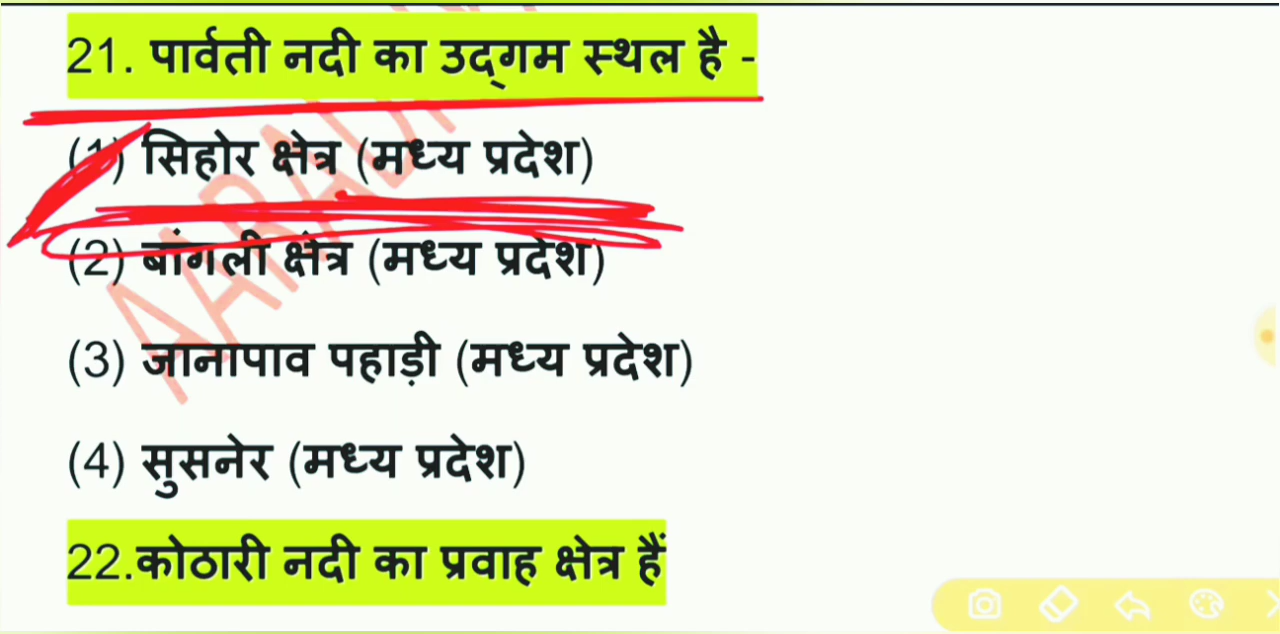 21. पार्वती नदी का उद्गम स्थल है -
(1) सिहोर क्षेत्र (मध्य प्रदेश)
(2) बांगली क्षेत्र (मध्य प्रदेश)
(3) जानापाव पहाड़ी (मध्य प्रदेश)
(4) सुसनेर (मध्य प्रदेश)
22.कोठारी नदी का प्रवाह क्षेत्र हैं